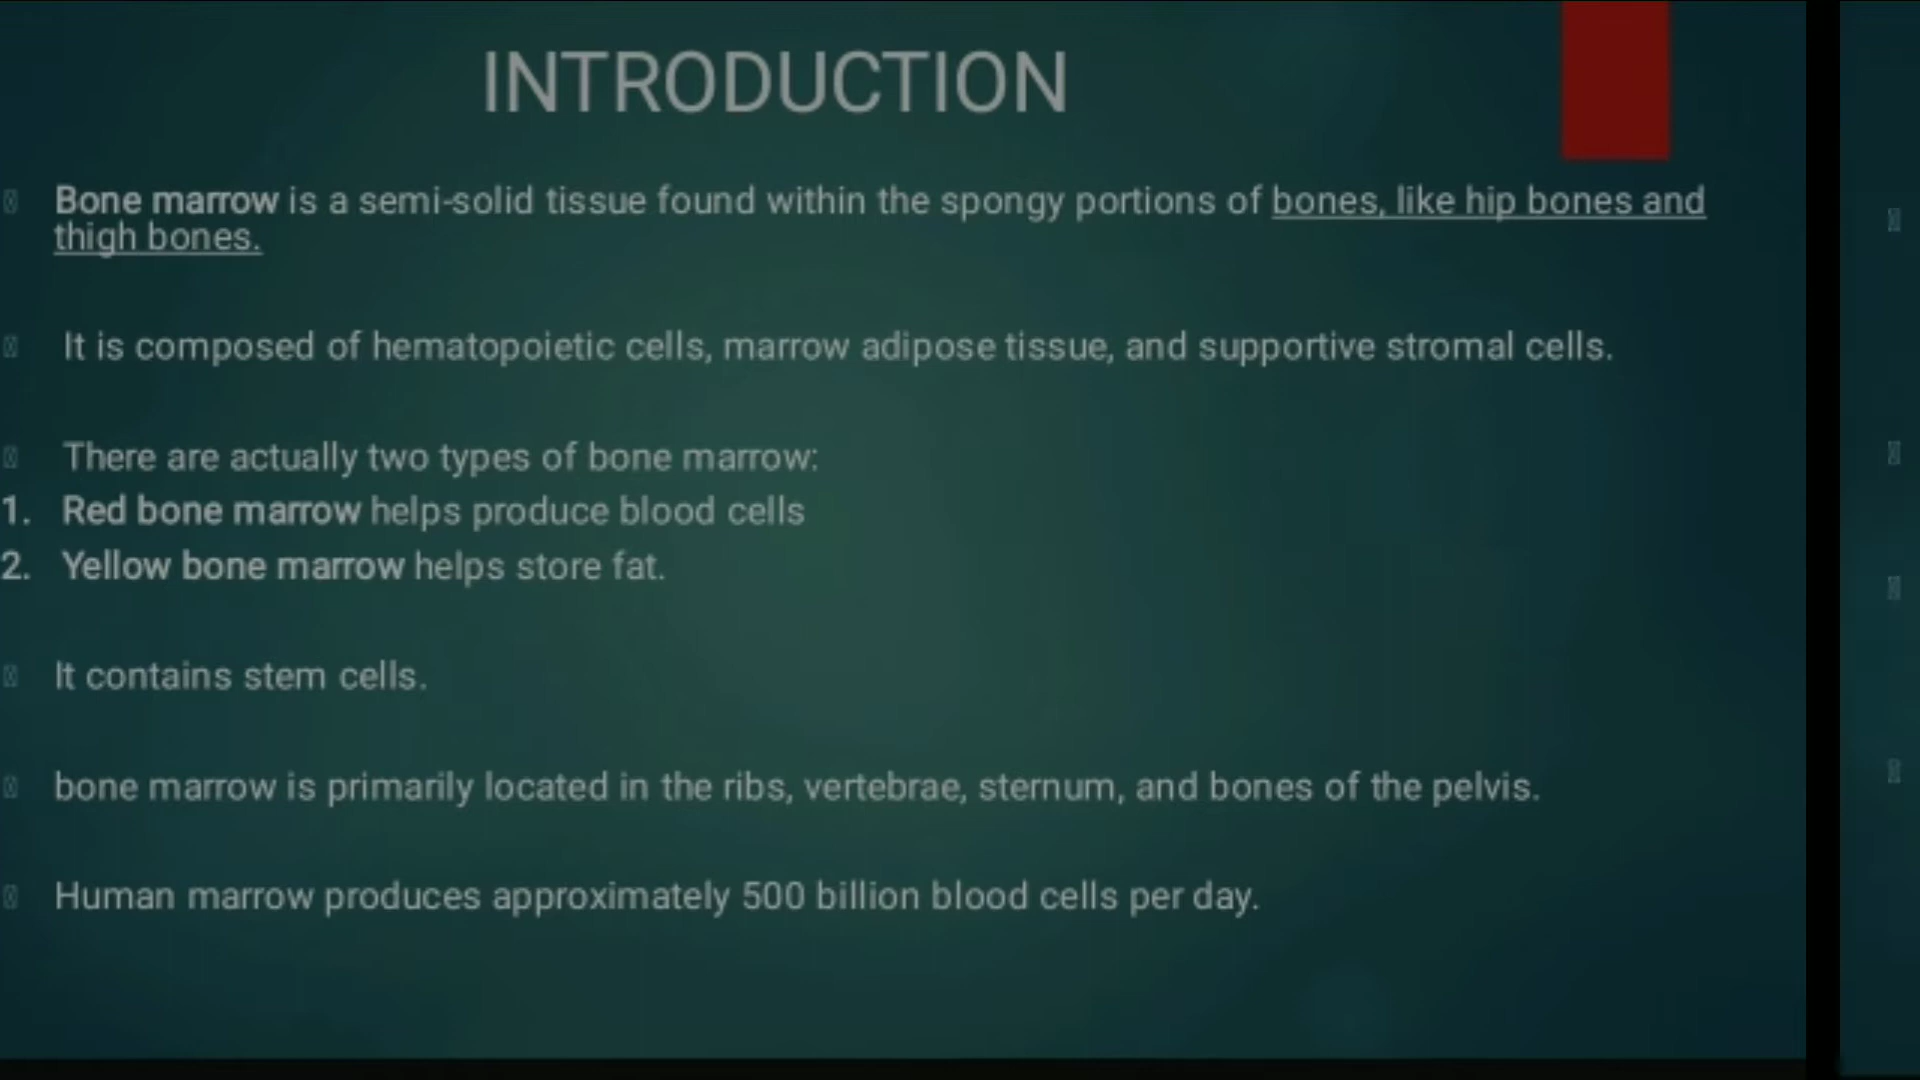 INTRODUCTION
Bone marrow is a semi-solid tissue found within the spongy portions of bones, like hip bones and
thigh bones.
It is composed of hematopoietic cells, marrow adipose tissue, and supportive stromal cells.
There are actually two types of bone marrow:
1. Red bone marrow helps produce blood cells
2. Yellow bone marrow helps store fat.
It contains stem cells.
bone marrow is primarily located in the ribs, vertebrae, sternum, and bones of the pelvis.
Human marrow produces approximately 500 billion blood cells per day.